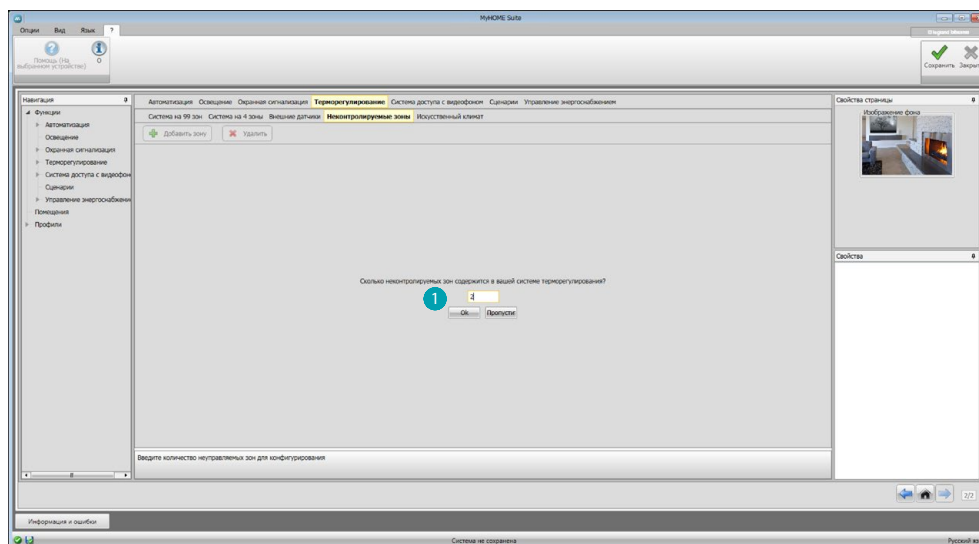 MyHOME Suite
Опции Вид Язык ?
Помощь (На выбранном устройстве)
О
Сохранить Закрыт
Навигация
Функции
Автоматизация
Освещение
Охранная сигнализация
Терморегулирование
Система доступа с видеофон
Сценарии
Управление энергоснабжени
Помещения
Профили
Автоматизация Освещение Охранная сигнализация Терморегулирование Система доступа с видеофоном Сценарии Управление энергоснабжением
Система на 99 зон Система на 4 зоны Внешние датчики Неконтролируемые зоны Искусственный климат
Добавить зону Удалить
Сколько неконтролируемых зон содержится в вашей системе терморегулирования?
1
2
Ok Пропусти
Введите количество неуправляемых зон для конфигурирования
Свойства страницы
Изображение фона
Свойства
2/2
Информация и ошибки
Система не сохранена
Русский